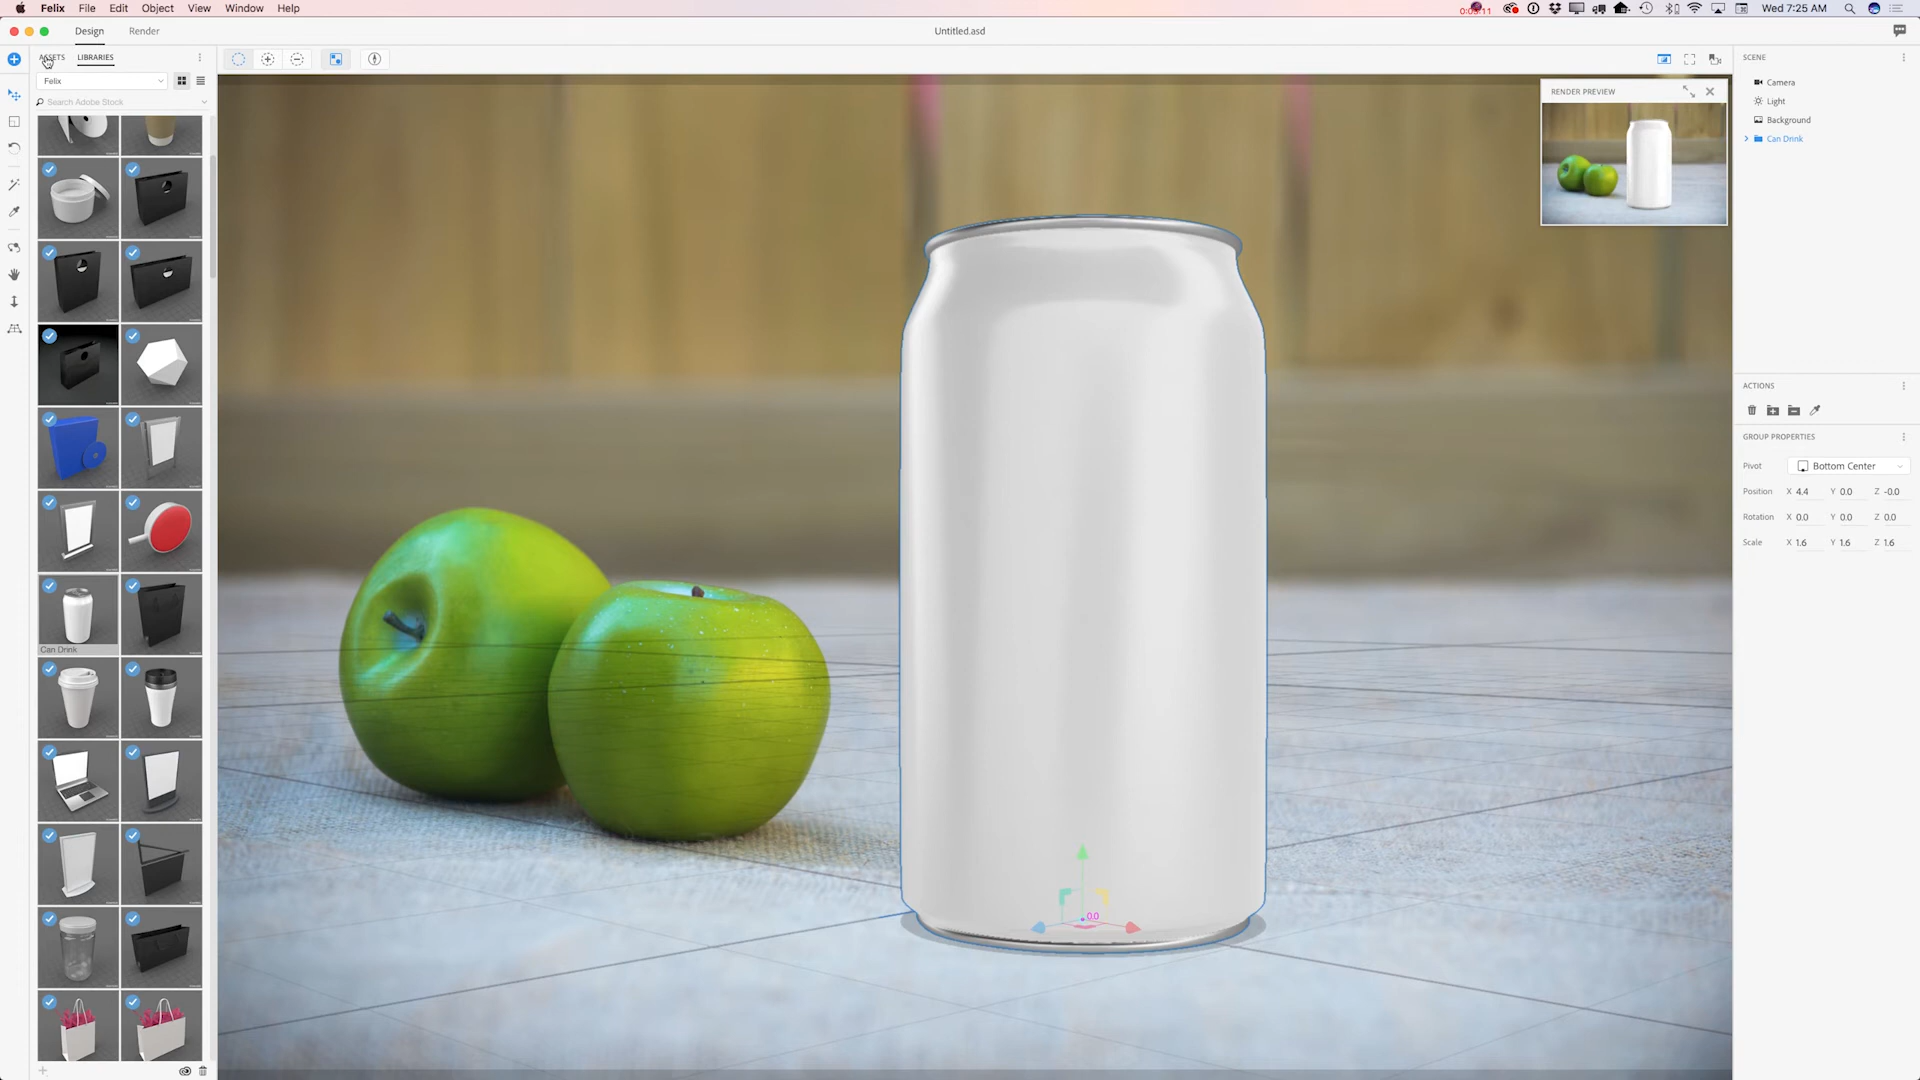 Felix File Edit Object View Window Help
Wed 7:25 AM
Design Render
Untitled.asd
ASSETS LIBRARIES
Felix
Search Adobe Stock
Can Drink
0.0
RENDER PREVIEW
SCENE
Camera
Light
Background
Can Drink
ACTIONS
GROUP PROPERTIES
Pivot Bottom Center
Position X 4.4 Y 0.0 Z -0.0
Rotation X 0.0 Y 0.0 Z 0.0
Scale X 1.6 Y 1.6 Z 1.6